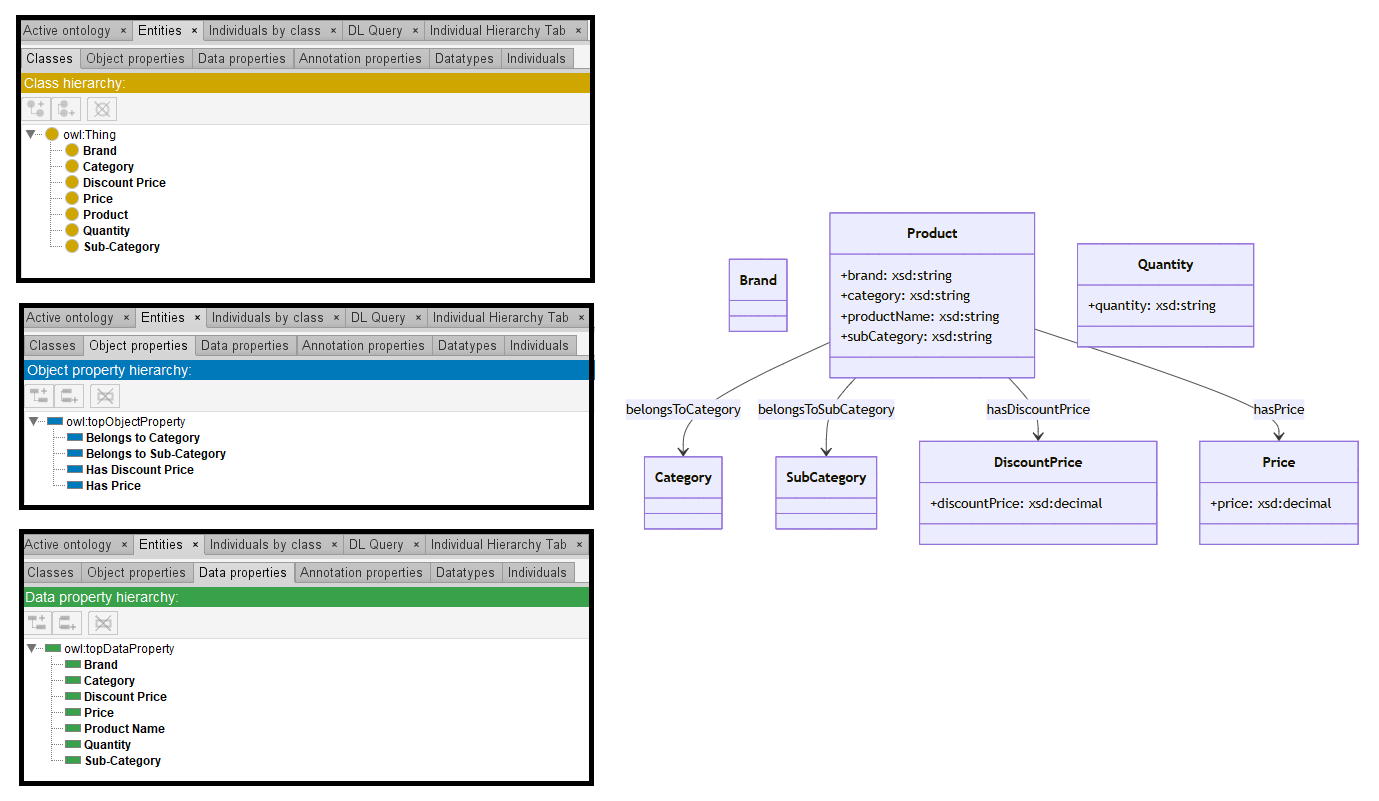 Active ontology × Entities × Individuals by class × DL Query × Individual Hierarchy Tab ×
Classes Object properties Data properties Annotation properties Datatypes Individuals
Class hierarchy:
owl:Thing
Brand
Category
Discount Price
Price
Product
Quantity
Sub-Category
Active ontology × Entities × Individuals by class × DL Query × Individual Hierarchy Tab ×
Classes Object properties Data properties Annotation properties Datatypes Individuals
Object property hierarchy:
owl:topObjectProperty
Belongs to Category
Belongs to Sub-Category
Has Discount Price
Has Price
Active ontology × Entities × Individuals by class × DL Query × Individual Hierarchy Tab ×
Classes Object properties Data properties Annotation properties Datatypes Individuals
Data property hierarchy:
owl:topDataProperty
Brand
Category
Discount Price
Price
Product Name
Quantity
Sub-Category
Brand
Product
+brand: xsd:string
+category: xsd:string
+productName: xsd:string
+subCategory: xsd:string
Quantity
+quantity: xsd:string
belongsToCategory
belongsToSubCategory
hasDiscountPrice
hasPrice
Category
SubCategory
DiscountPrice
+discountPrice: xsd:decimal
Price
+price: xsd:decimal